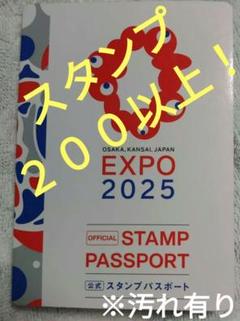 スタンプ
２００以上！
OSAKA, KANSAI, JAPAN
EXPO
2025
OFFICIAL STAMP
PASSPORT
公式 スタンプパスポート
※汚れ有り